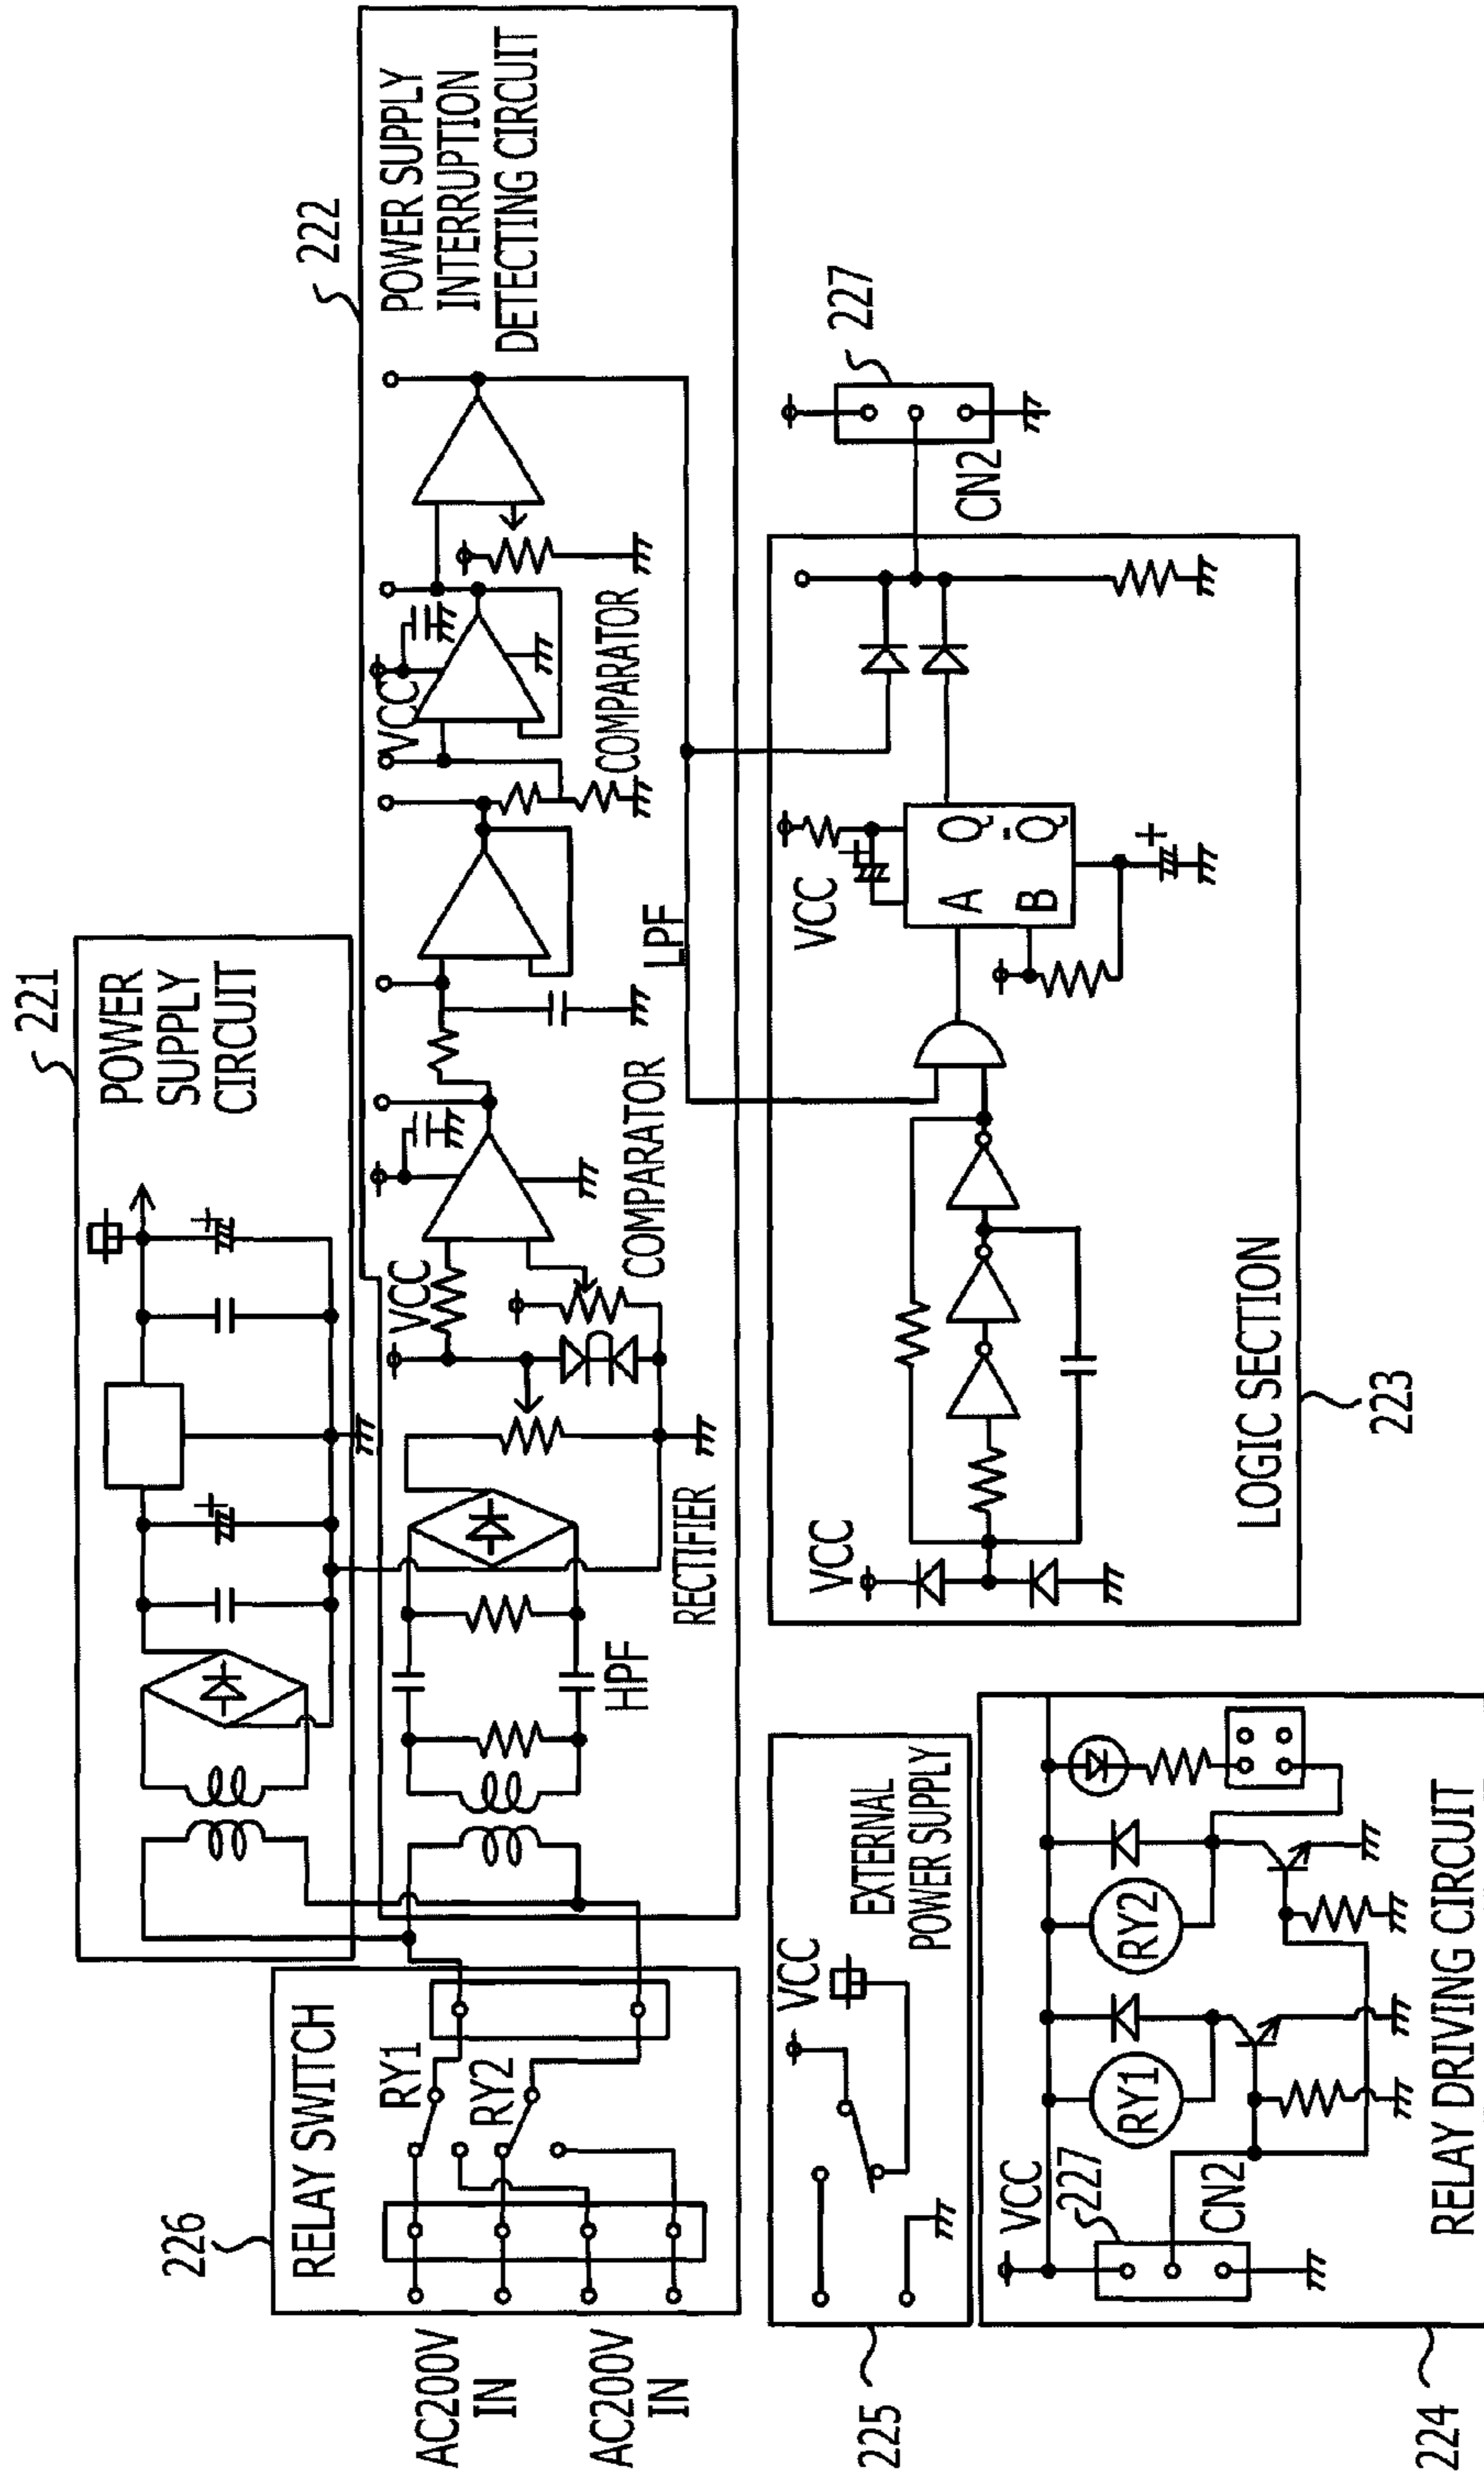 221
POWER
SUPPLY
CIRCUIT
222
POWER SUPPLY
INTERRUPTION
DETECTING CIRCUIT
226
RELAY SWITCH
RY1
RY2
AC200V
IN
AC200V
IN
HPF
RECTIFIER
VCC
COMPARATOR
LPF
VCC
COMPARATOR
225
EXTERNAL
POWER SUPPLY
VCC
224
RELAY DRIVING CIRCUIT
VCC
227
CN2
RY1
RY2
223
LOGIC SECTION
VCC
VCC
A
B
Q
Q
227
CN2